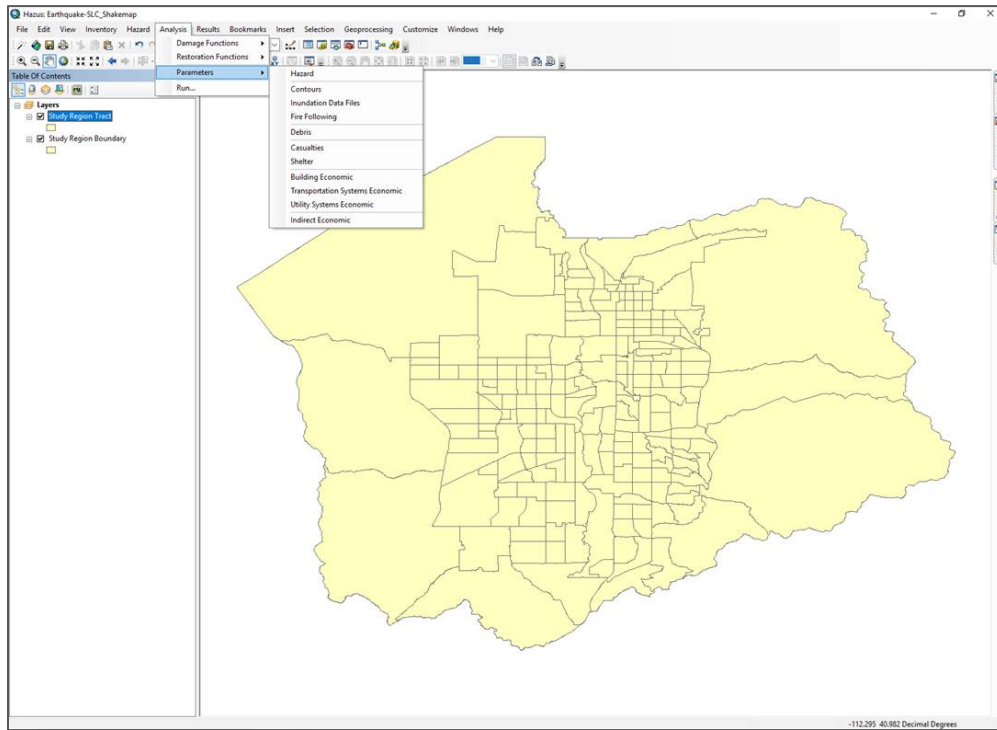 Hazus: Earthquake-SLC_Shakemap
File Edit View Inventory Hazard Analysis Results Bookmarks Insert Selection Geoprocessing Customize Windows Help
Damage Functions
Restoration Functions
Table Of Contents
Parameters
Hazard
Run...
Contours
Layers
Inundation Data Files
Study Region Tract
Fire Following
Debris
Study Region Boundary
Casualties
Shelter
Building Economic
Transportation Systems Economic
Utility Systems Economic
Indirect Economic
-112.295 40.982 Decimal Degrees